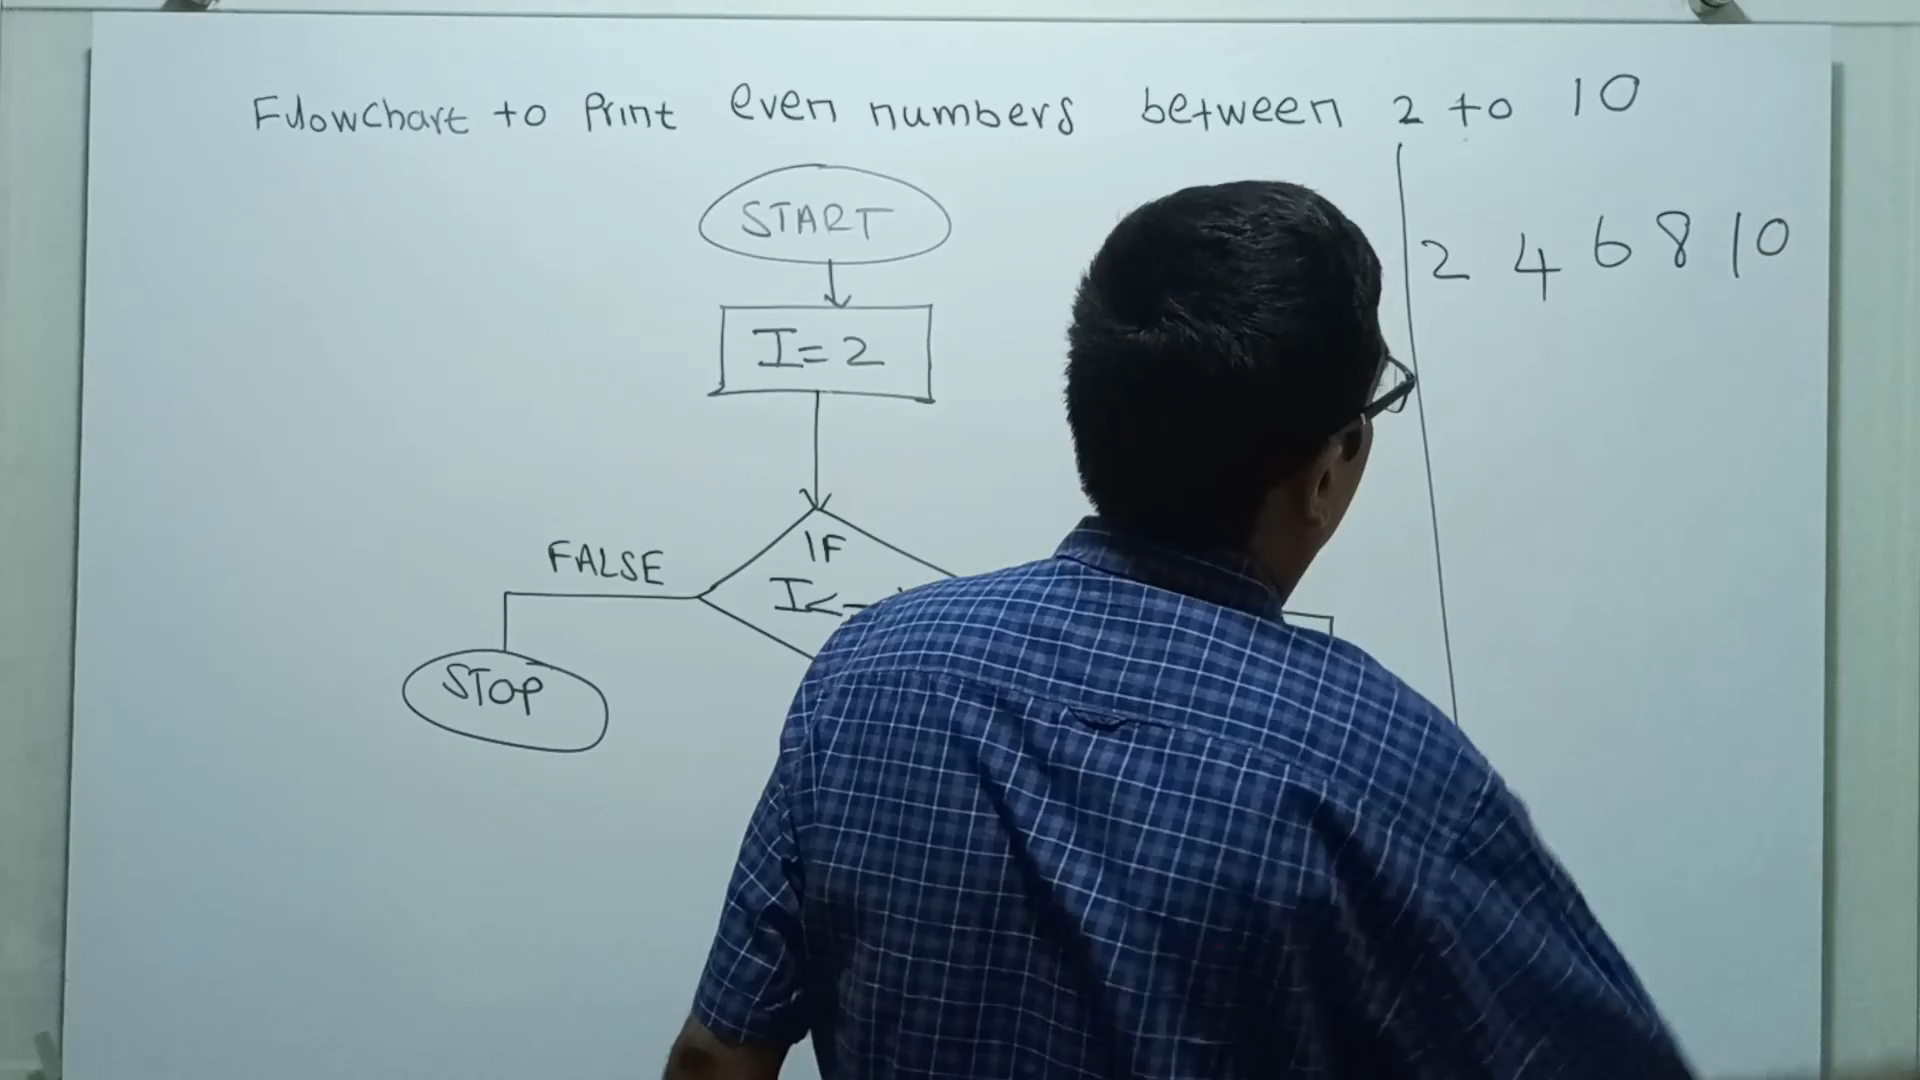 Flowchart to Print even numbers between 2 to 10
START
2 4 6 8 10
I=2
IF
FALSE
I<=
STOP